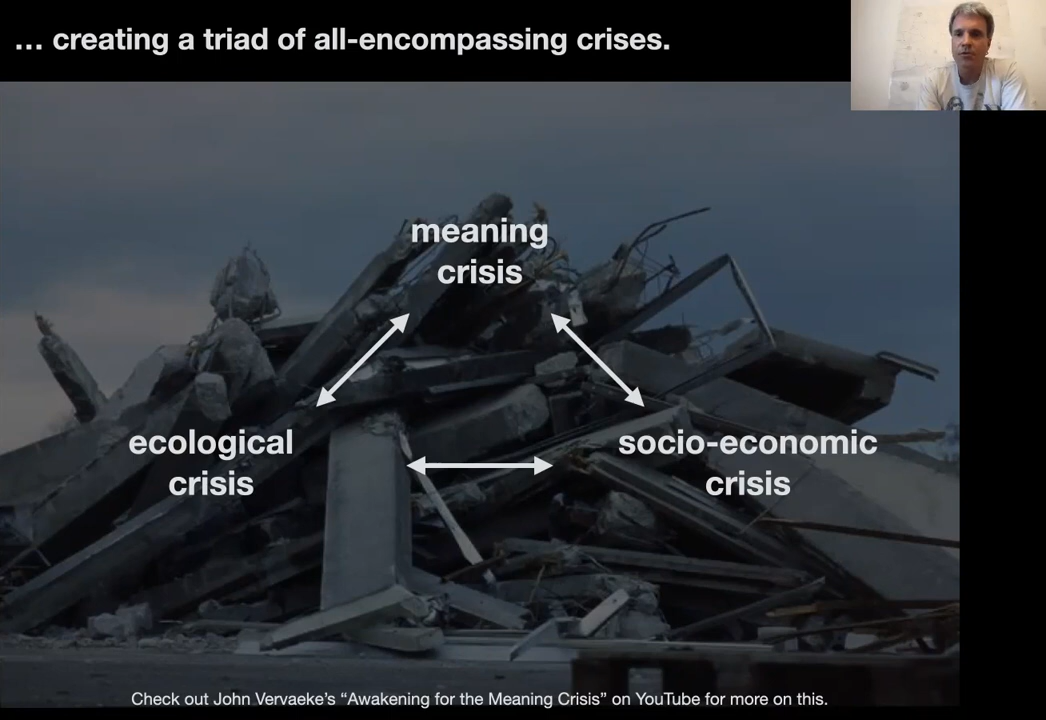 … creating a triad of all-encompassing crises.
meaning
crisis
ecological
crisis
socio-economic
crisis
Check out John Vervaeke's “Awakening for the Meaning Crisis” on YouTube for more on this.